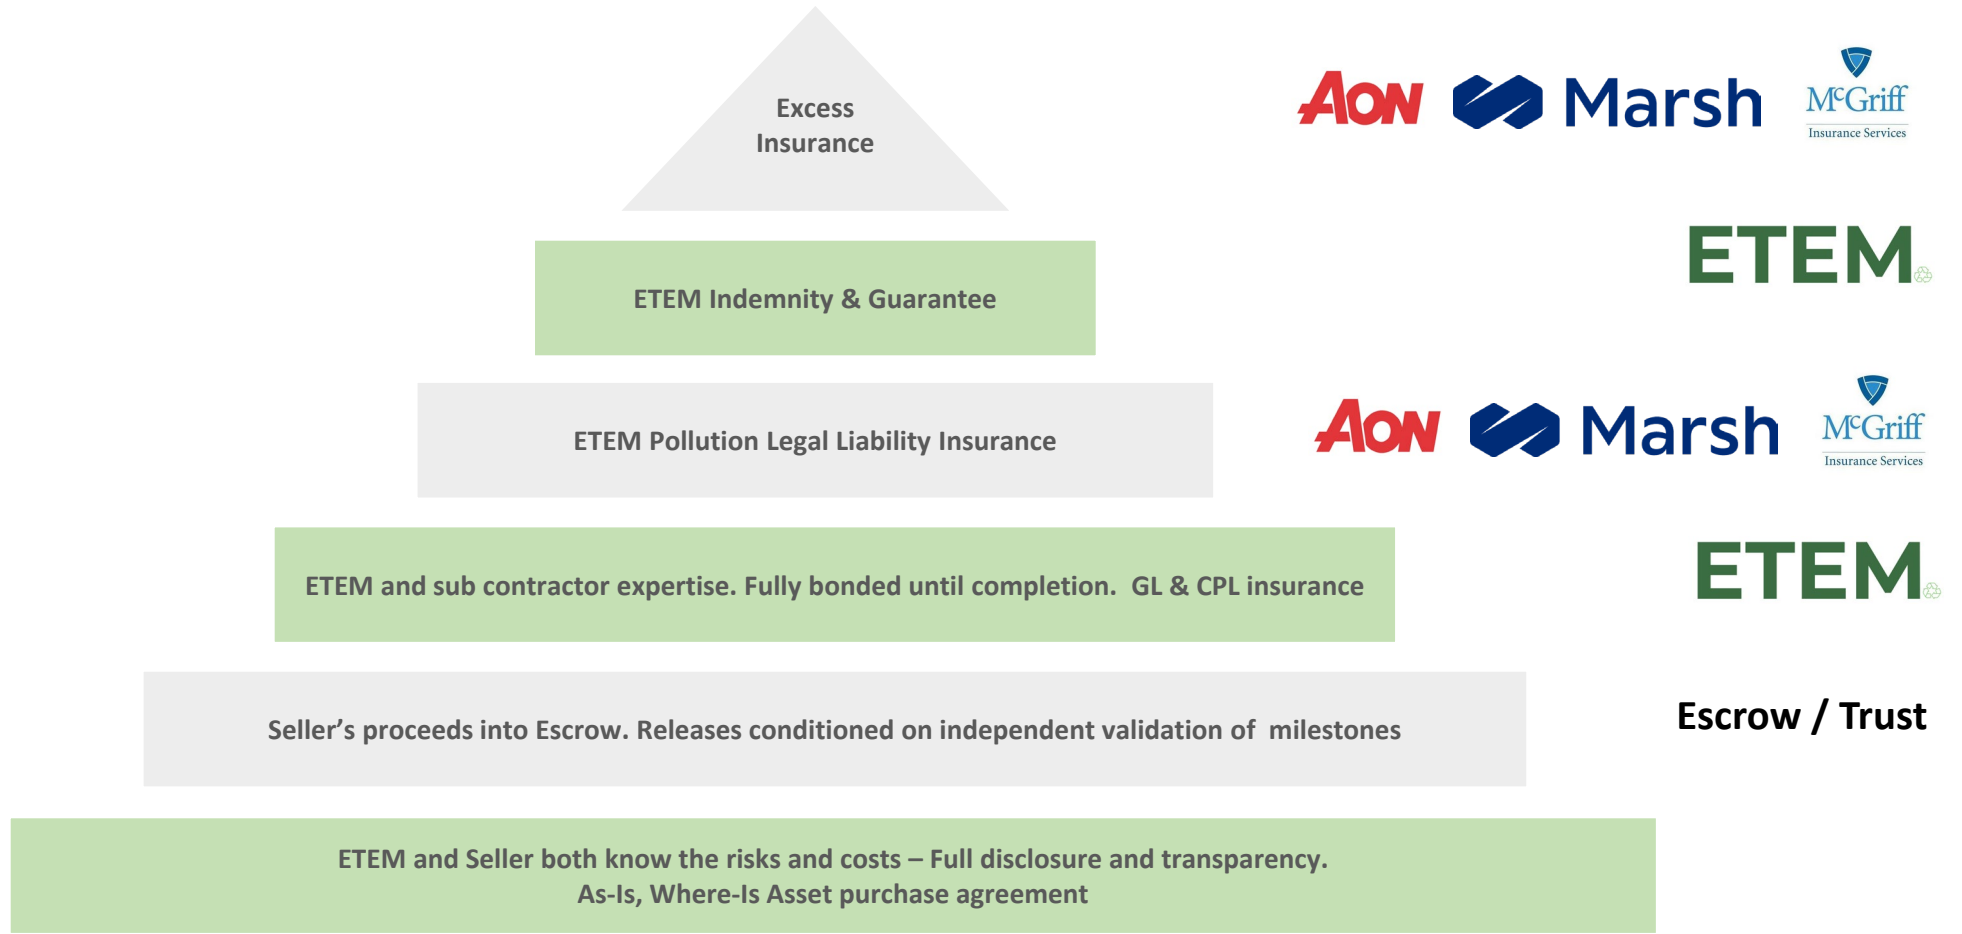 Excess
Insurance
AON Marsh McGriff
Insurance Services
ETEM Indemnity & Guarantee
ETEM
ETEM Pollution Legal Liability Insurance
AON Marsh McGriff
Insurance Services
ETEM and sub contractor expertise. Fully bonded until completion.  GL & CPL insurance
ETEM
Seller’s proceeds into Escrow. Releases conditioned on independent validation of  milestones
Escrow / Trust
ETEM and Seller both know the risks and costs – Full disclosure and transparency.
As-Is, Where-Is Asset purchase agreement